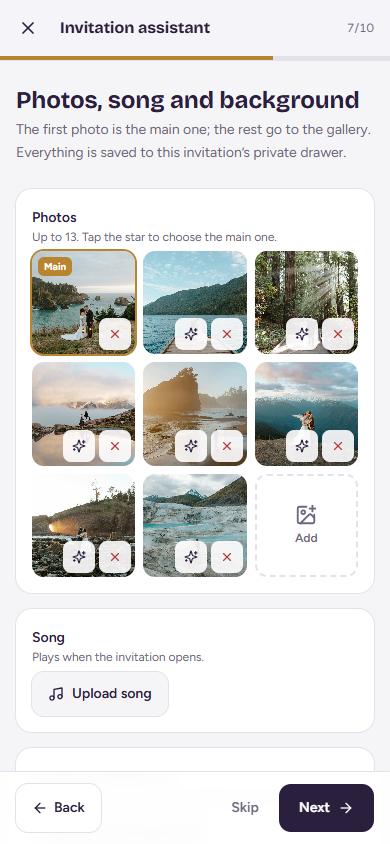 Invitation assistant
7/10
Photos, song and background
The first photo is the main one; the rest go to the gallery.
Everything is saved to this invitation's private drawer.
Photos
Up to 13. Tap the star to choose the main one.
Main
Add
Song
Plays when the invitation opens.
Upload song
Back
Skip
Next